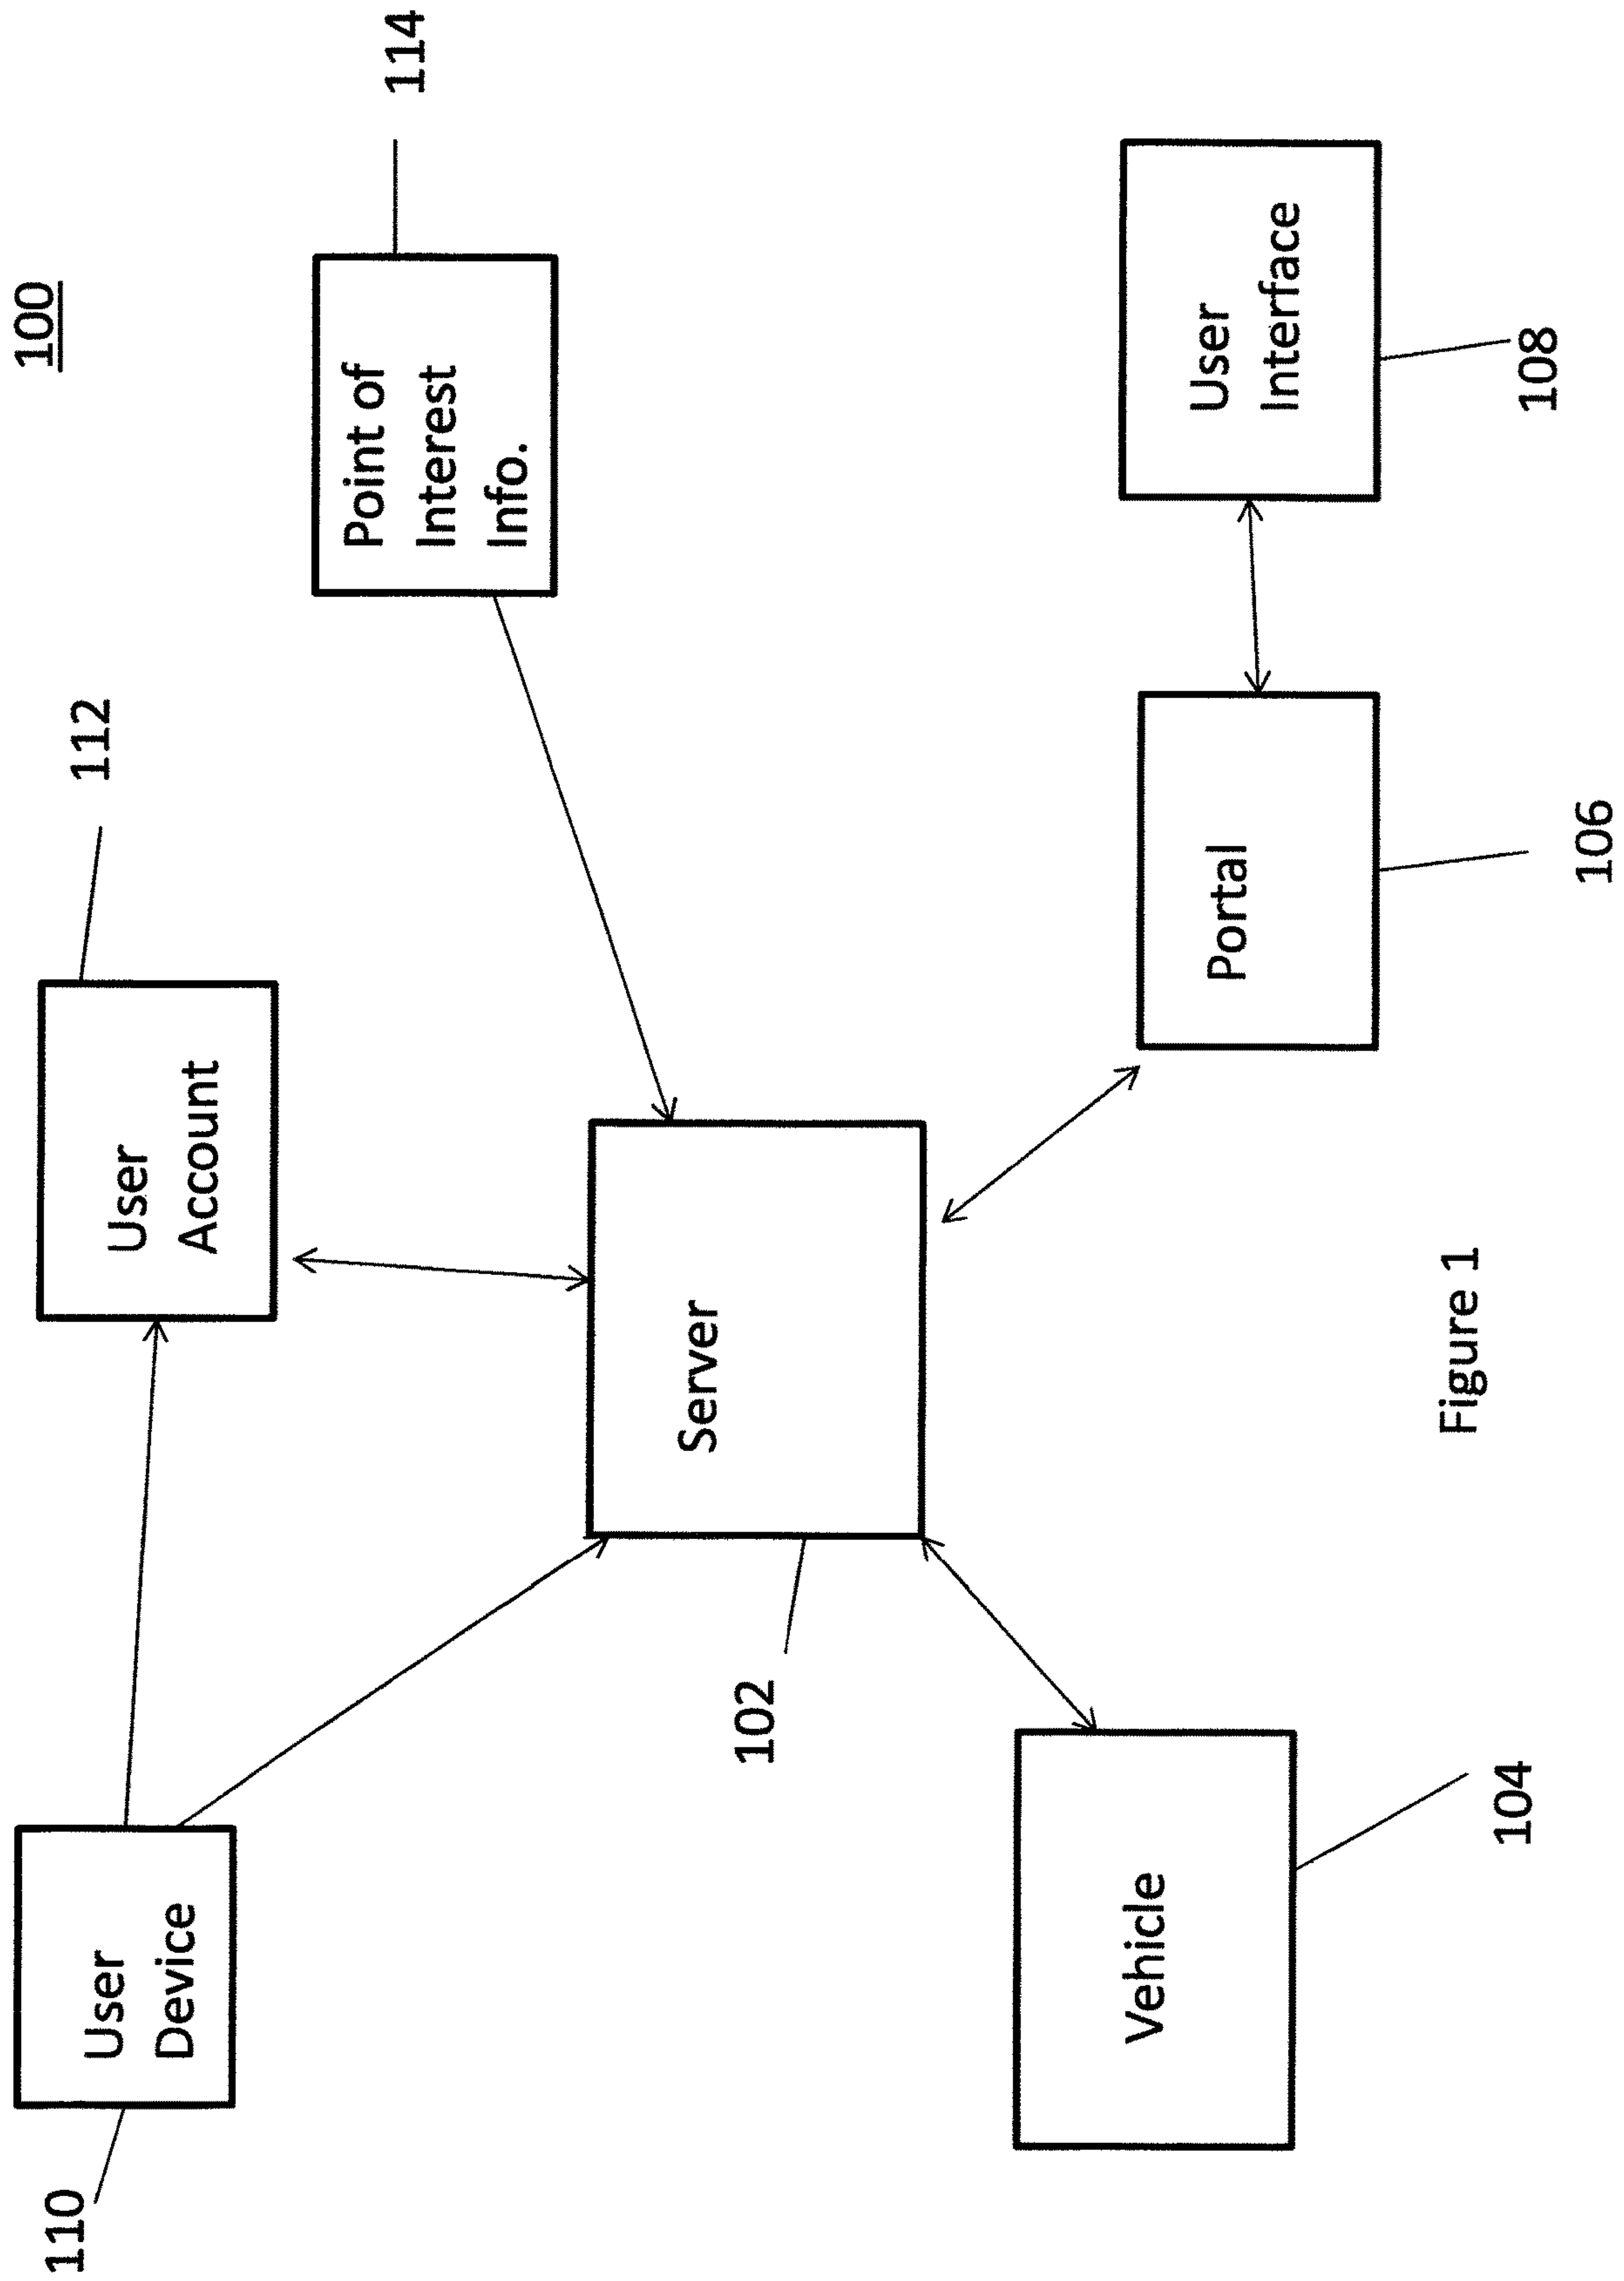 100
110
User
Device
112
User
Account
114
Point of
Interest
Info.
102
Server
104
Vehicle
106
Portal
108
User
Interface
Figure 1